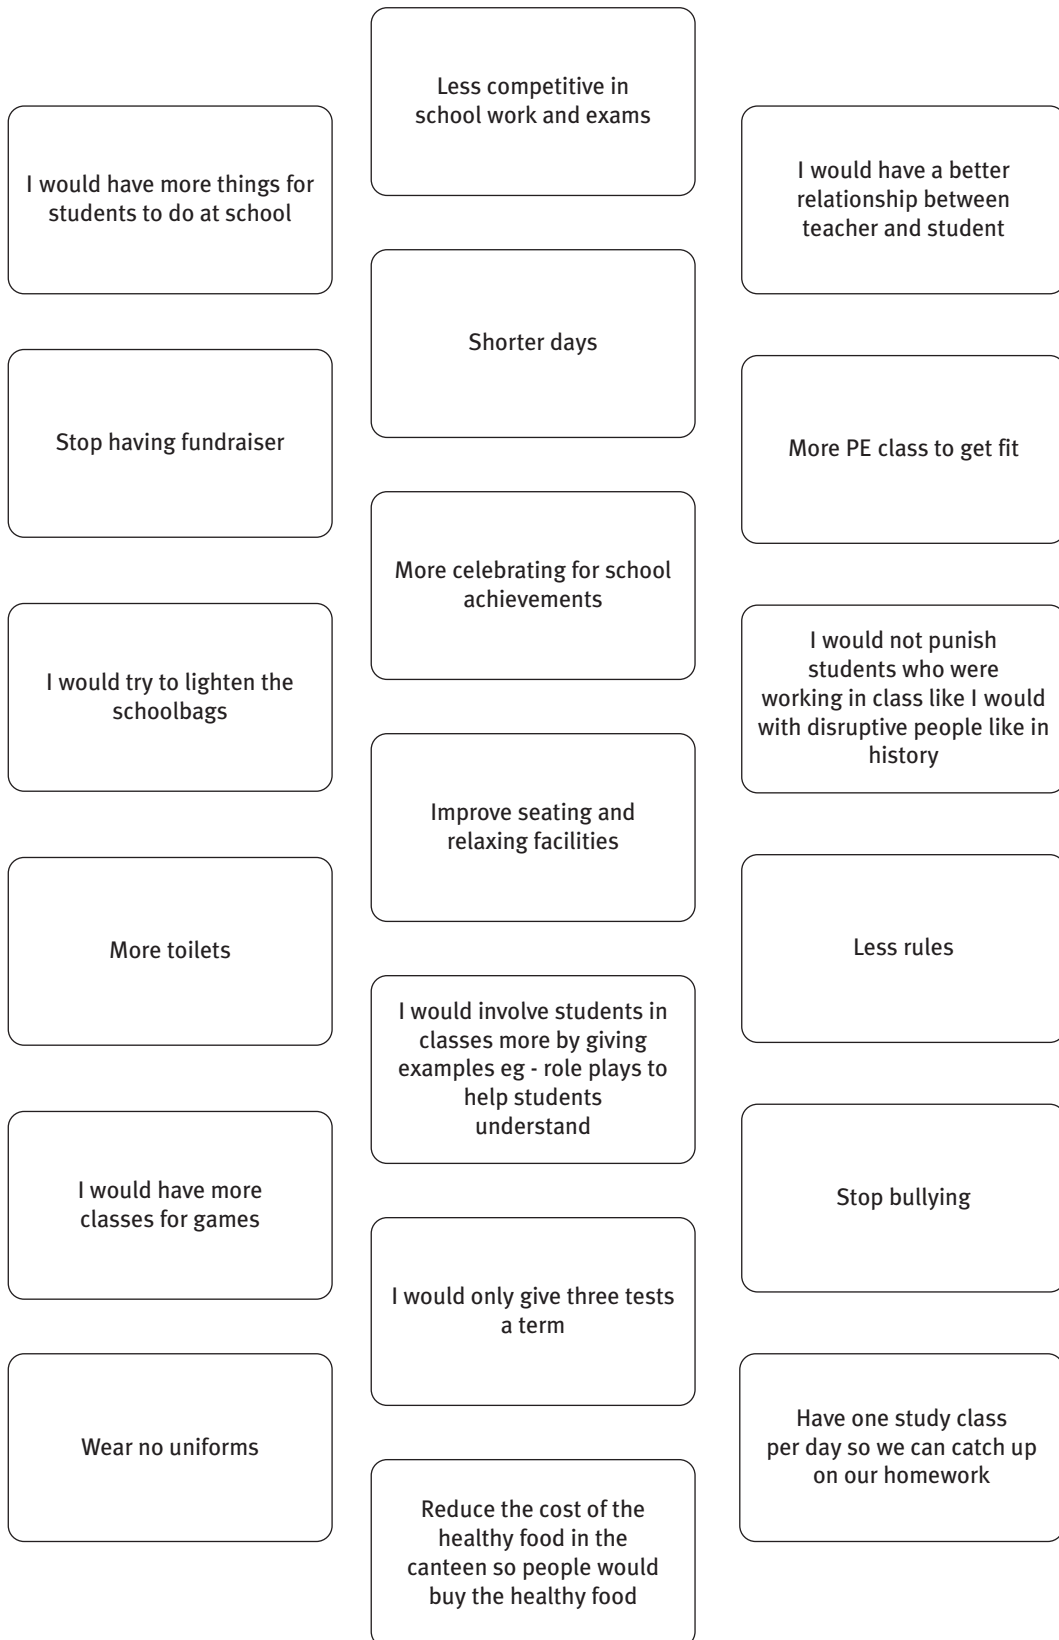 Less competitive in
school work and exams
I would have more things for
students to do at school
I would have a better
relationship between
teacher and student
Shorter days
Stop having fundraiser
More PE class to get fit
More celebrating for school
achievements
I would try to lighten the
schoolbags
I would not punish
students who were
working in class like I would
with disruptive people like in
history
Improve seating and
relaxing facilities
More toilets
Less rules
I would involve students in
classes more by giving
examples eg - role plays to
help students
understand
I would have more
classes for games
Stop bullying
I would only give three tests
a term
Wear no uniforms
Have one study class
per day so we can catch up
on our homework
Reduce the cost of the
healthy food in the
canteen so people would
buy the healthy food